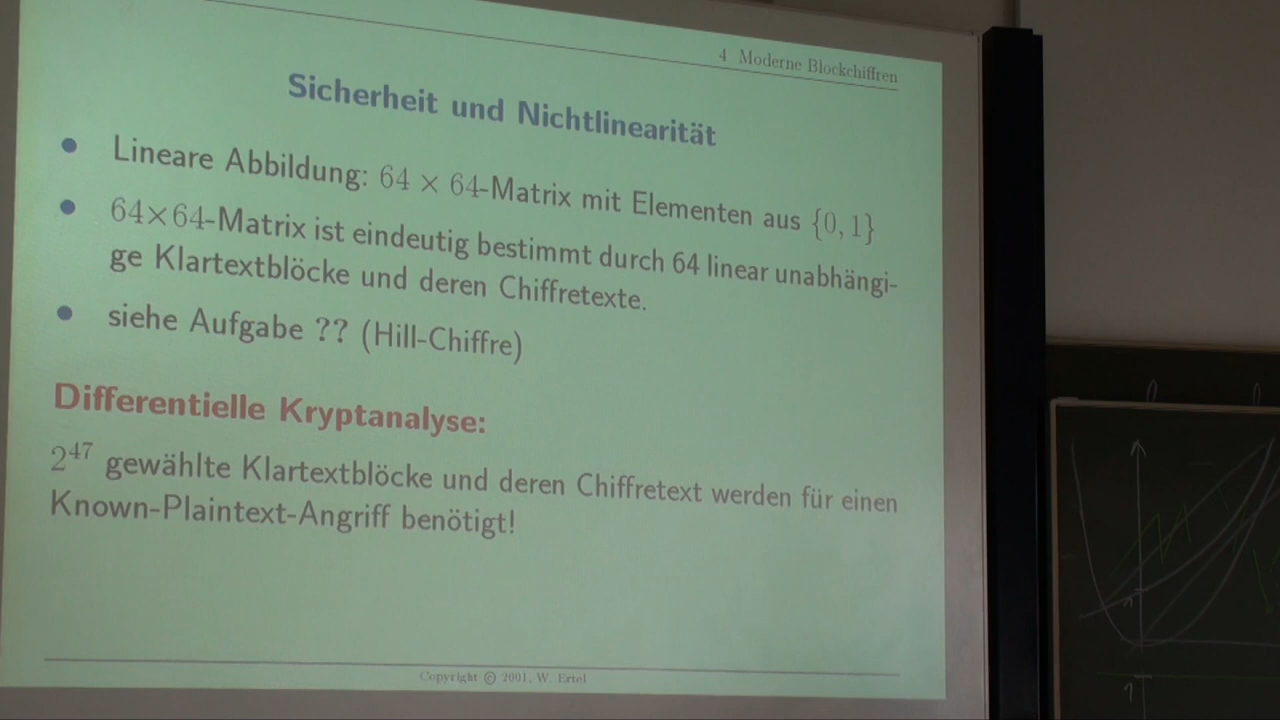 4 Moderne Blockchiffren
Sicherheit und Nichtlinearität
• Lineare Abbildung: 64 × 64-Matrix mit Elementen aus {0, 1}
• 64×64-Matrix ist eindeutig bestimmt durch 64 linear unabhängi-
ge Klartextblöcke und deren Chiffretexte.
• siehe Aufgabe ?? (Hill-Chiffre)
Differentielle Kryptanalyse:
2⁴⁷ gewählte Klartextblöcke und deren Chiffretext werden für einen
Known-Plaintext-Angriff benötigt!
Copyright © 2001, W. Ertel